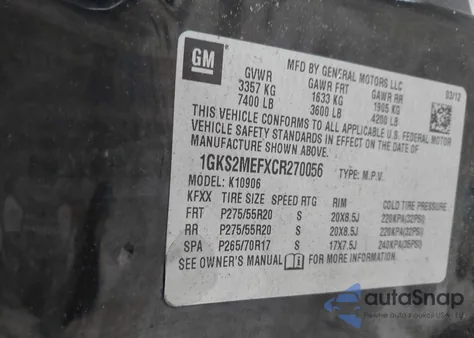 GM
MFD BY GENERAL MOTORS LLC
03/12
GVWR GAWR FRT GAWR RR
3357 KG 1633 KG 1905 KG
7400 LB 3600 LB 4200 LB
THIS VEHICLE CONFORMS TO ALL APPLICABLE U.S. FEDERAL MOTOR
VEHICLE SAFETY STANDARDS IN EFFECT ON THE DATE OF
MANUFACTURE SHOWN ABOVE.
1GKS2MEFXCR270056 TYPE: M.P.V.
MODEL: K10906
KFXX TIRE SIZE SPEED RTG RIM COLD TIRE PRESSURE
FRT P275/55R20 S 20X8.5J 220KPA(32PSI)
RR P275/55R20 S 20X8.5J 220KPA(32PSI)
SPA P265/70R17 S 17X7.5J 240KPA(35PSI)
SEE OWNER'S MANUAL FOR MORE INFORMATION.
autoSnap